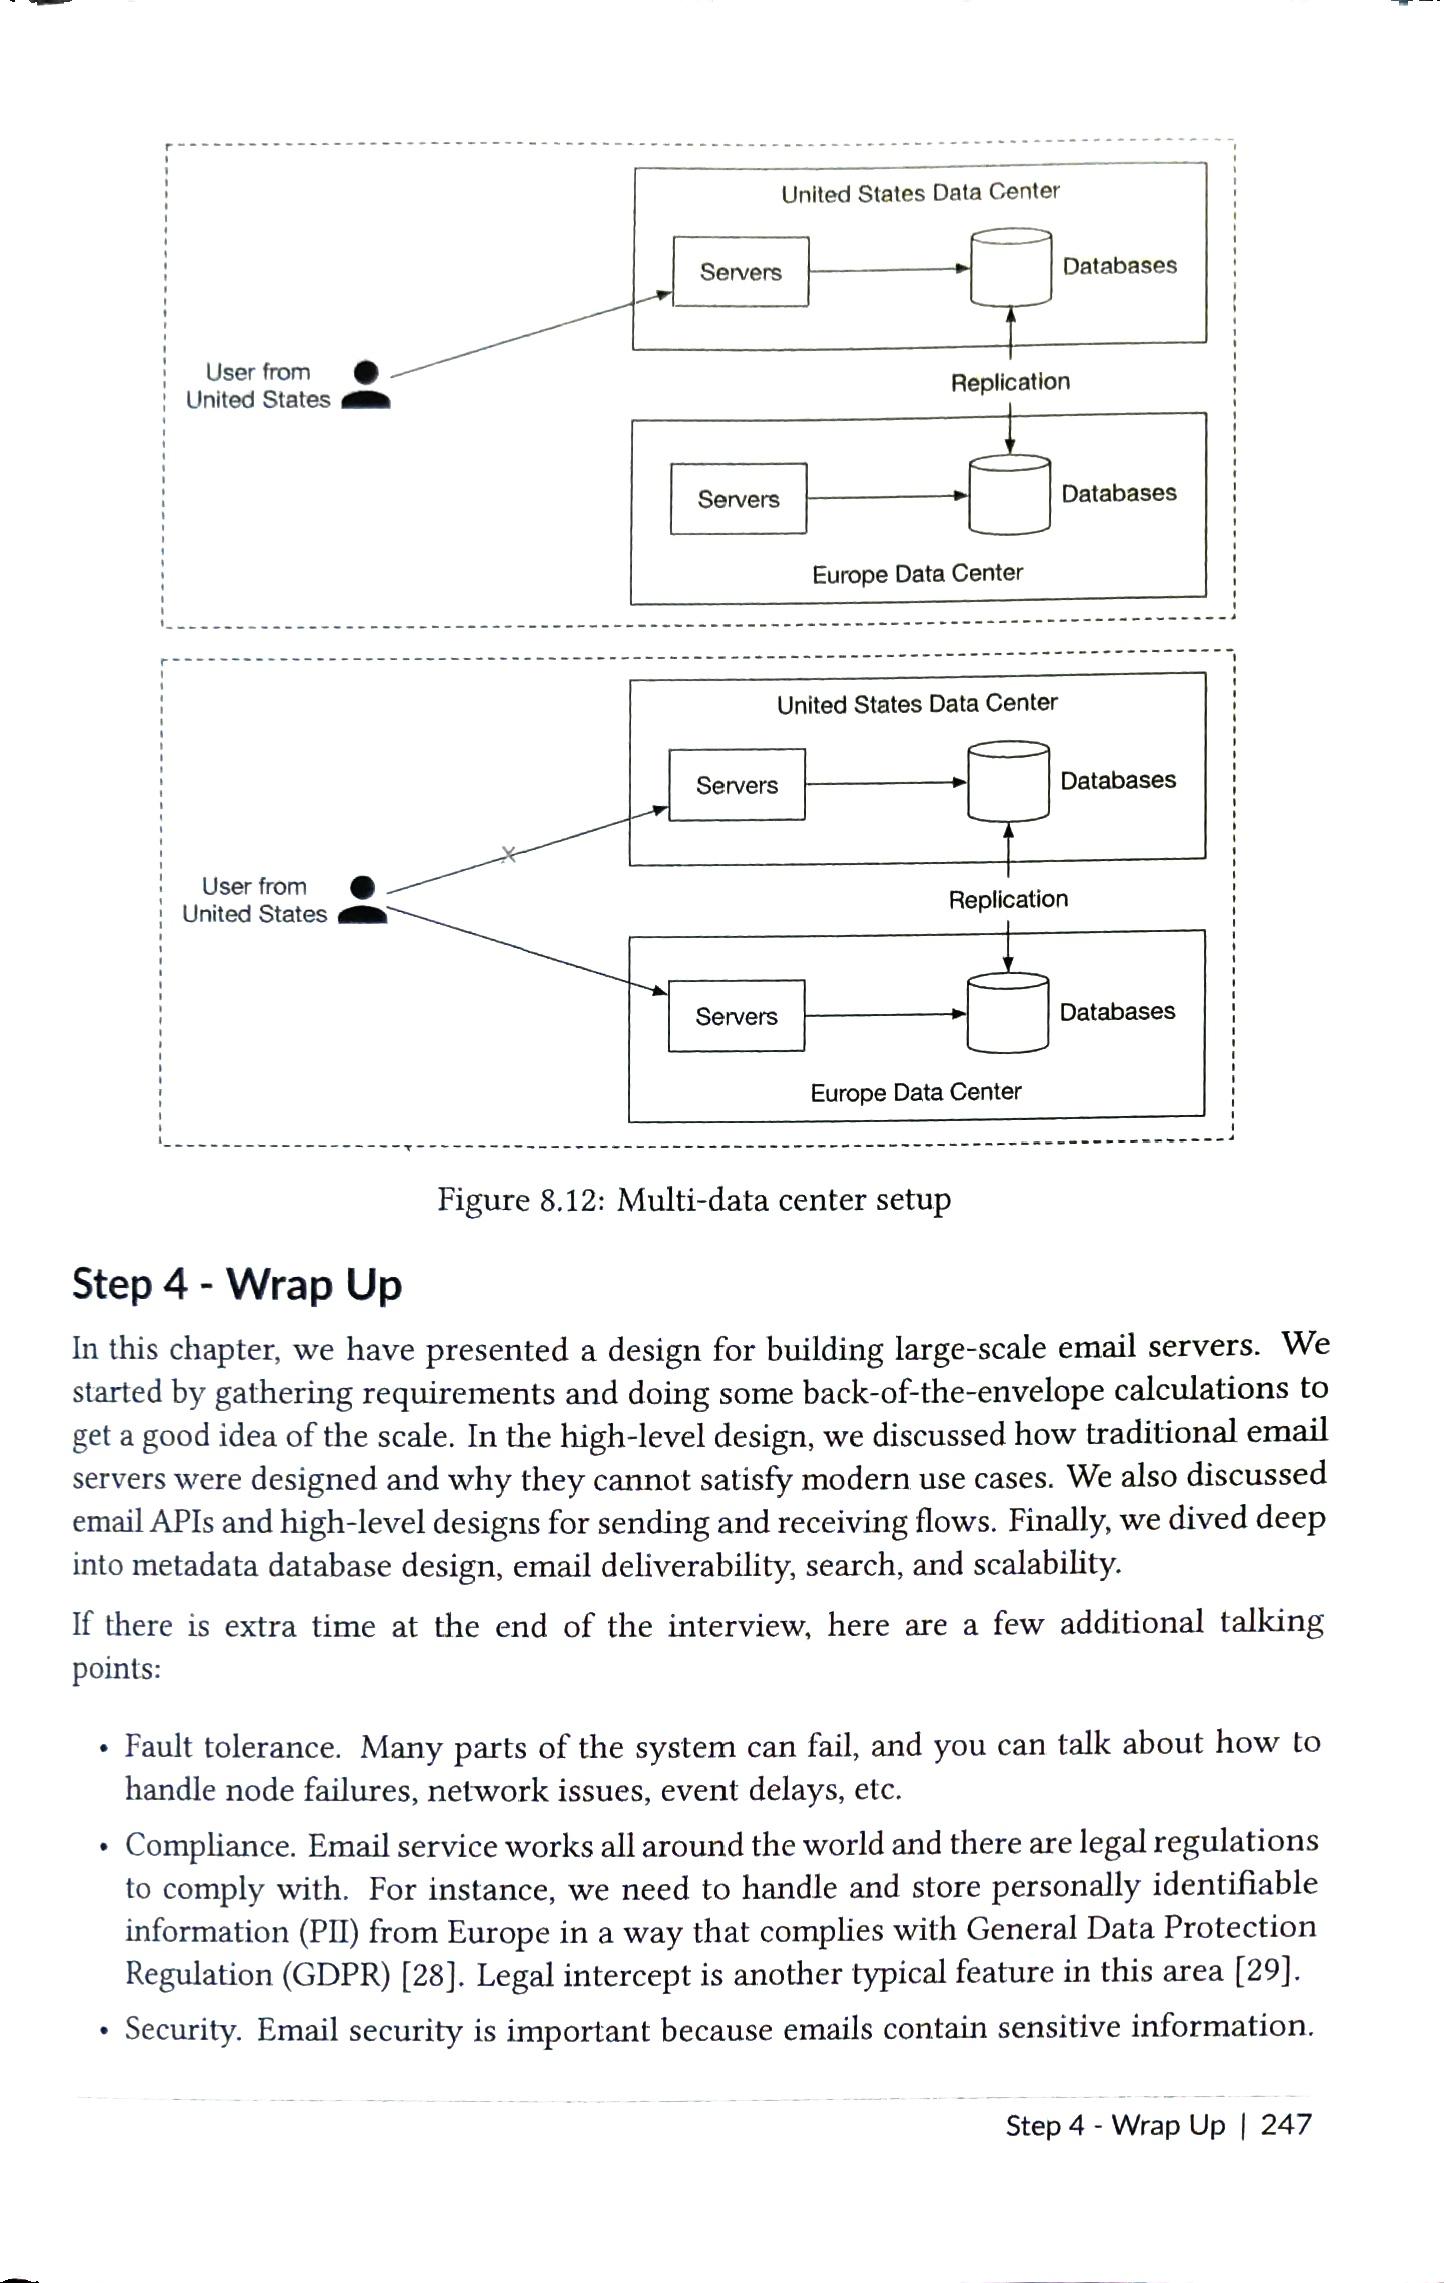 United States Data Center
Servers
Databases
User from
United States
Replication
Servers
Databases
Europe Data Center
United States Data Center
Servers
Databases
User from
United States
Replication
Servers
Databases
Europe Data Center
Figure 8.12: Multi-data center setup
Step 4 - Wrap Up
In this chapter, we have presented a design for building large-scale email servers. We
started by gathering requirements and doing some back-of-the-envelope calculations to
get a good idea of the scale. In the high-level design, we discussed how traditional email
servers were designed and why they cannot satisfy modern use cases. We also discussed
email APIs and high-level designs for sending and receiving flows. Finally, we dived deep
into metadata database design, email deliverability, search, and scalability.
If there is extra time at the end of the interview, here are a few additional talking
points:
• Fault tolerance. Many parts of the system can fail, and you can talk about how to
handle node failures, network issues, event delays, etc.
• Compliance. Email service works all around the world and there are legal regulations
to comply with. For instance, we need to handle and store personally identifiable
information (PII) from Europe in a way that complies with General Data Protection
Regulation (GDPR) [28]. Legal intercept is another typical feature in this area [29].
• Security. Email security is important because emails contain sensitive information.
Step 4 - Wrap Up | 247